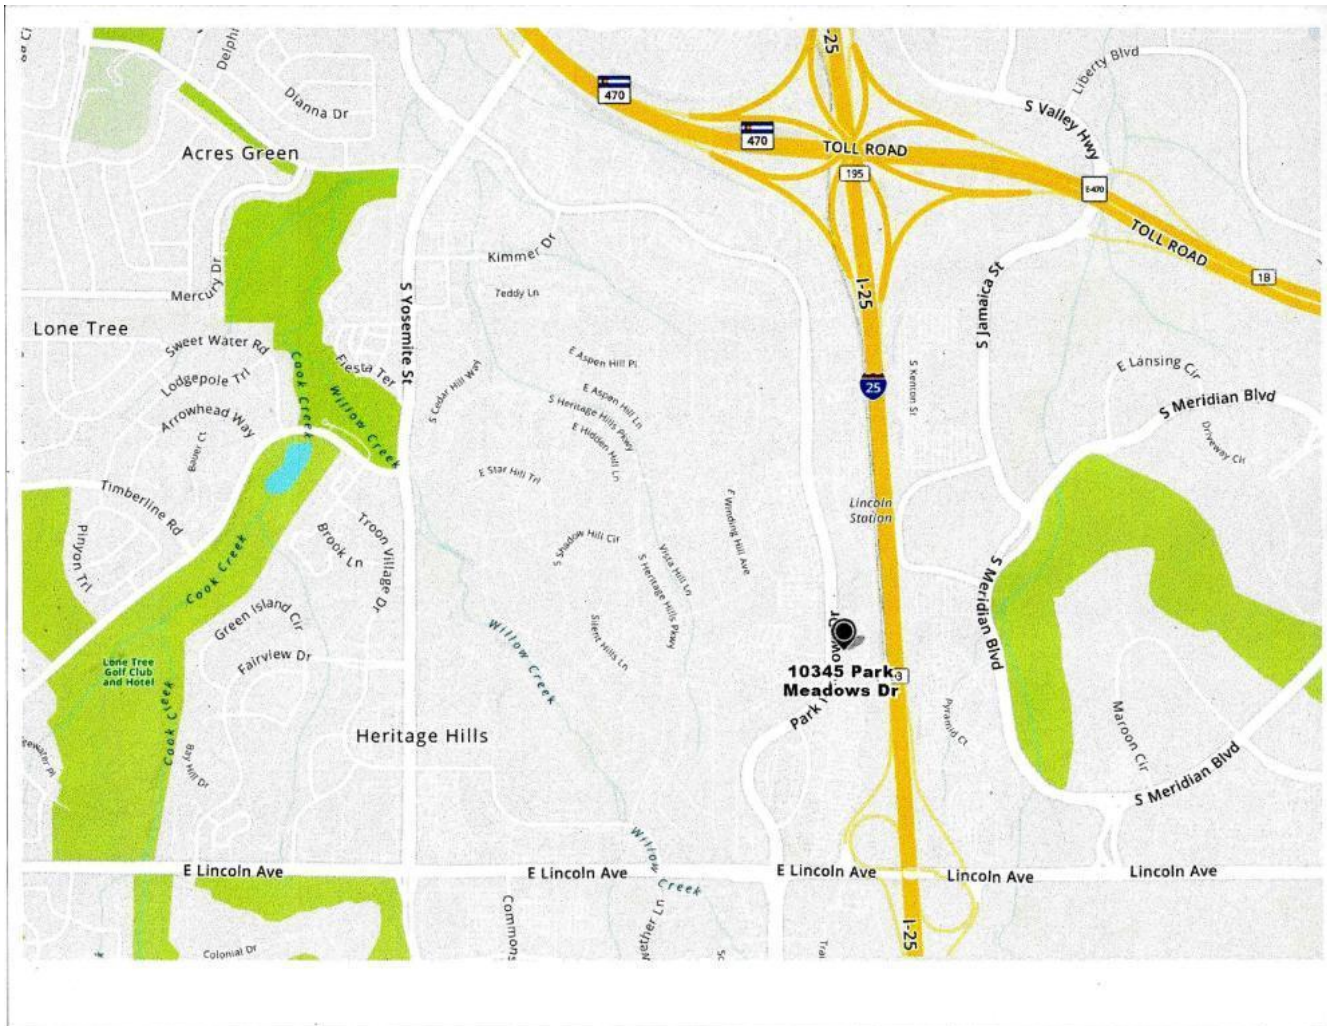 Delphi
I-25
Liberty Blvd
470
Dianna Dr
S Valley Hwy
470
TOLL ROAD
Acres Green
195
E-470
TOLL ROAD
Kimmer Dr
18
Mercury Dr
Teddy Ln
I-25
S Jamaica St
S Yosemite St
Lone Tree
Sweet Water Rd
Fiesta Ter
Cook Creek
Willow Creek
Lodgepole Trl
Arrowhead Way
Bauer Ct
S Cedar Hill Way
E Aspen Hill Pl
E Aspen Hill Ln
S Heritage Hills Pkwy
E Hidden Hill Ln
E Star Hill Trl
25
S Kenton St
E Lansing Cir
S Meridian Blvd
Driveway Cir
Timberline Rd
Pinyon Trl
Troon Village Dr
Brook Ln
Cook Creek
E Winding Hill Ave
Lincoln
Station
S Shadow Hill Cir
Vista Hill Ln
S Heritage Hills Pkwy
Silent Hills Ln
S Meridian Blvd
Green Island Cir
Fairview Dr
Willow Creek
Lone Tree
Golf Club
and Hotel
Cook Creek
10345 Park
Meadows Dr
Park
Pyramid Ct
Maroon Cir
Heritage Hills
Bay Hill Dr
S Meridian Blvd
Willow Creek
E Lincoln Ave
E Lincoln Ave
E Lincoln Ave
Lincoln Ave
Lincoln Ave
Commons
I-25
Colonial Dr